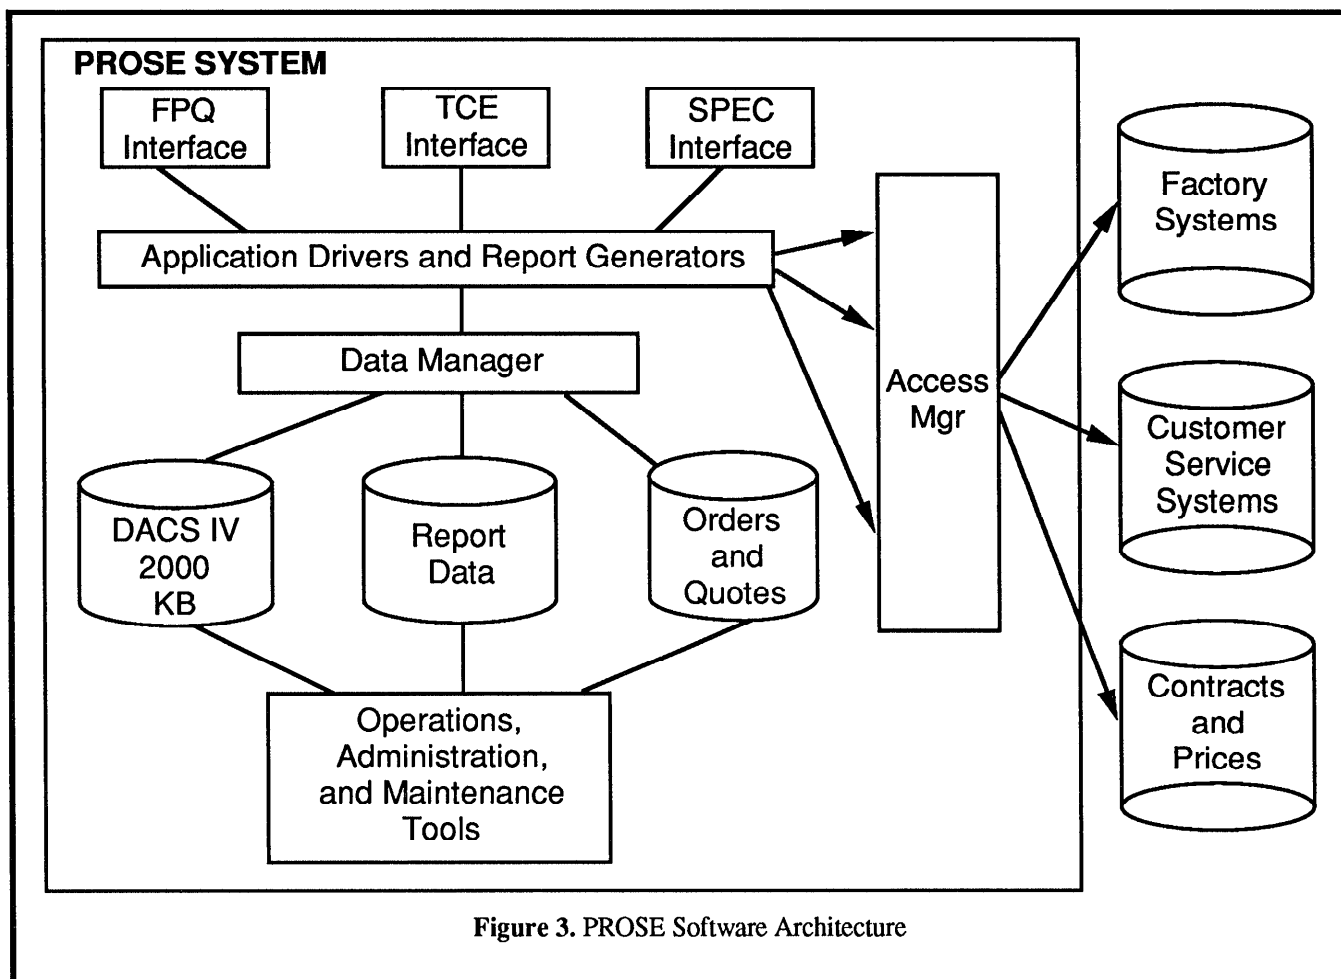 PROSE SYSTEM
FPQ
Interface
TCE
Interface
SPEC
Interface
Application Drivers and Report Generators
Data Manager
DACS IV
2000
KB
Report
Data
Orders
and
Quotes
Operations,
Administration,
and Maintenance
Tools
Access
Mgr
Factory
Systems
Customer
Service
Systems
Contracts
and
Prices
Figure 3. PROSE Software Architecture